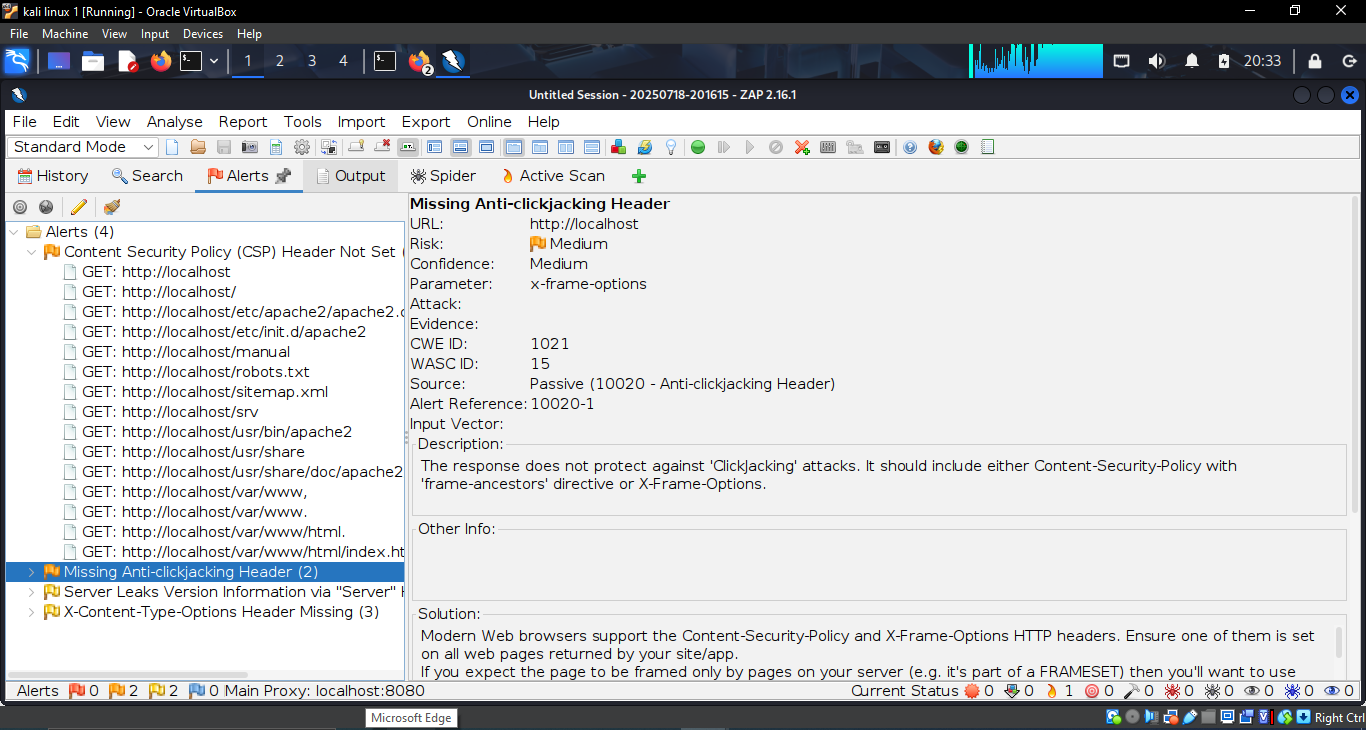 kali linux 1 [Running] - Oracle VirtualBox
File Machine View Input Devices Help
1 2 3 4 2 20:33
Untitled Session - 20250718-201615 - ZAP 2.16.1
File Edit View Analyse Report Tools Import Export Online Help
Standard Mode
History Search Alerts Output Spider Active Scan
Alerts (4)
Content Security Policy (CSP) Header Not Set (
GET: http://localhost
GET: http://localhost/
GET: http://localhost/etc/apache2/apache2.c
GET: http://localhost/etc/init.d/apache2
GET: http://localhost/manual
GET: http://localhost/robots.txt
GET: http://localhost/sitemap.xml
GET: http://localhost/srv
GET: http://localhost/usr/bin/apache2
GET: http://localhost/usr/share
GET: http://localhost/usr/share/doc/apache2
GET: http://localhost/var/www,
GET: http://localhost/var/www.
GET: http://localhost/var/www/html.
GET: http://localhost/var/www/html/index.ht
Missing Anti-clickjacking Header (2)
Server Leaks Version Information via "Server" H
X-Content-Type-Options Header Missing (3)
Missing Anti-clickjacking Header
URL: http://localhost
Risk: Medium
Confidence: Medium
Parameter: x-frame-options
Attack:
Evidence:
CWE ID: 1021
WASC ID: 15
Source: Passive (10020 - Anti-clickjacking Header)
Alert Reference: 10020-1
Input Vector:
Description:
The response does not protect against 'ClickJacking' attacks. It should include either Content-Security-Policy with
'frame-ancestors' directive or X-Frame-Options.
Other Info:
Solution:
Modern Web browsers support the Content-Security-Policy and X-Frame-Options HTTP headers. Ensure one of them is set
on all web pages returned by your site/app.
If you expect the page to be framed only by pages on your server (e.g. it's part of a FRAMESET) then you'll want to use
Alerts 0 2 2 0 Main Proxy: localhost:8080 Current Status 0 0 1 0 0 0 0 0 0 0
Microsoft Edge
Right Ctrl